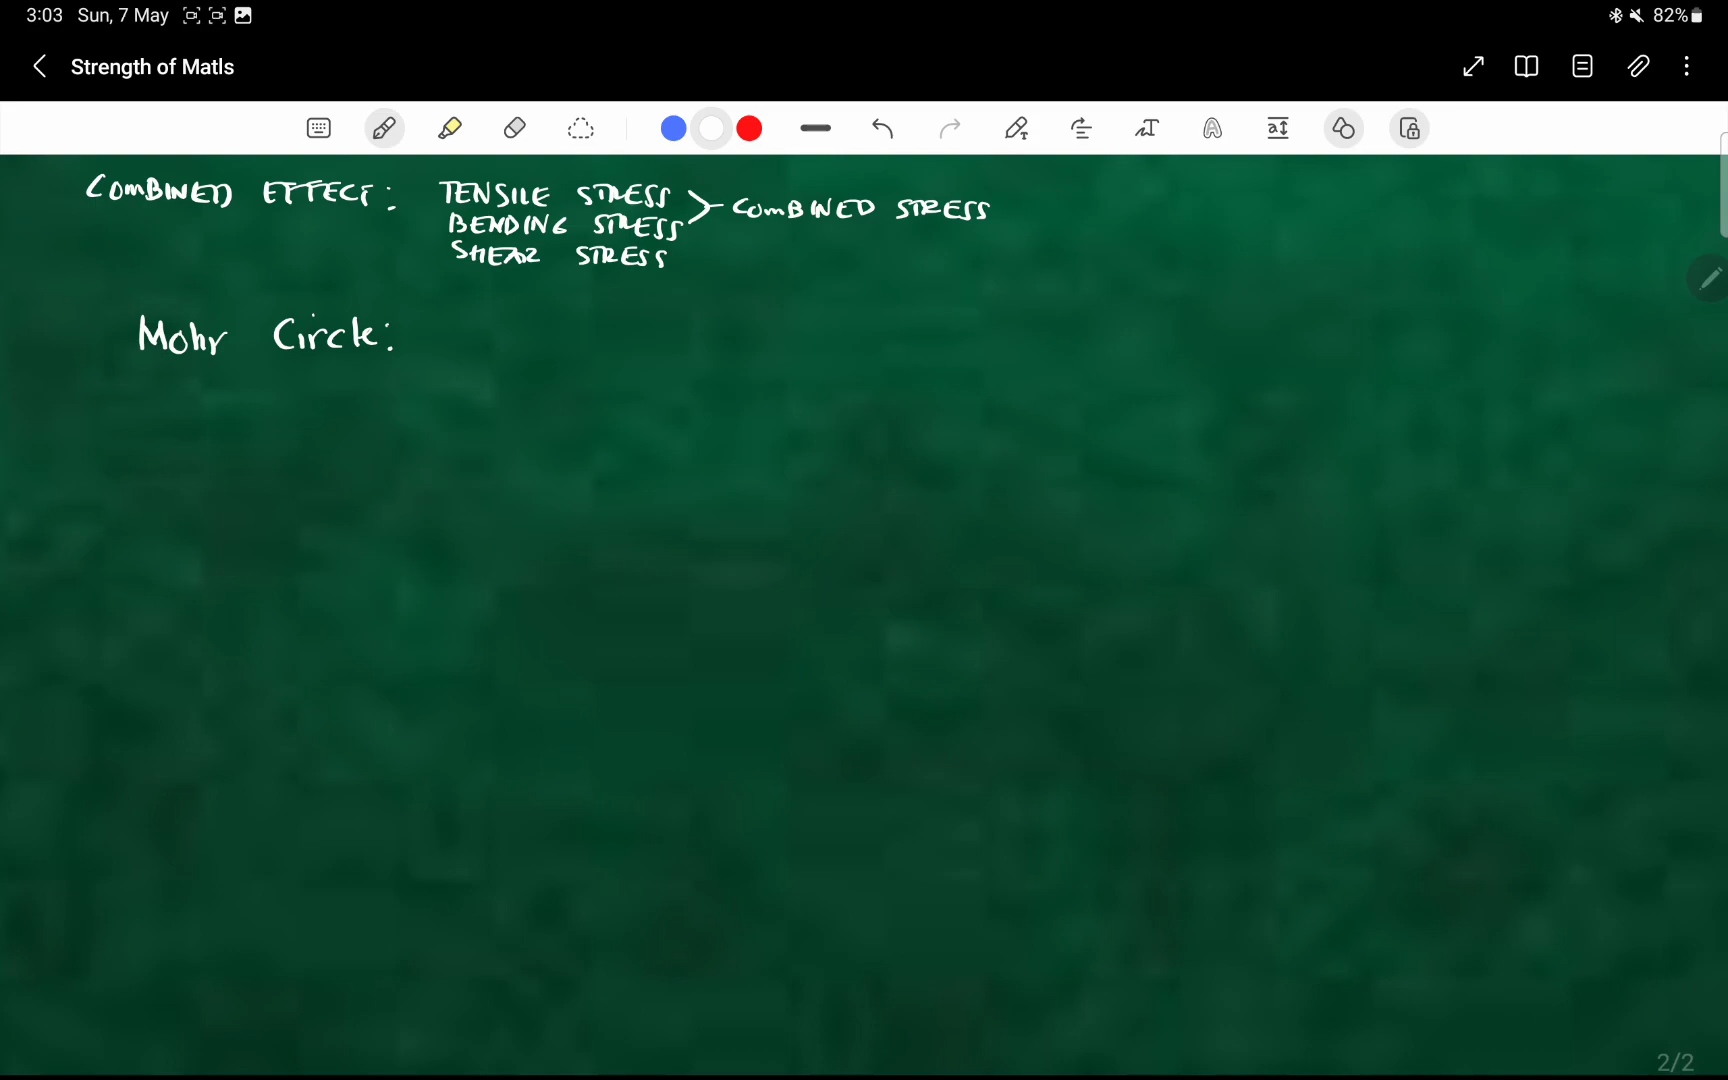 3:03 Sun, 7 May 82%
Strength of Matls
COMBINED EFFECT: TENSILE STRESS
BENDING STRESS
SHEAR STRESS
COMBINED STRESS
Mohr Circle:
2/2